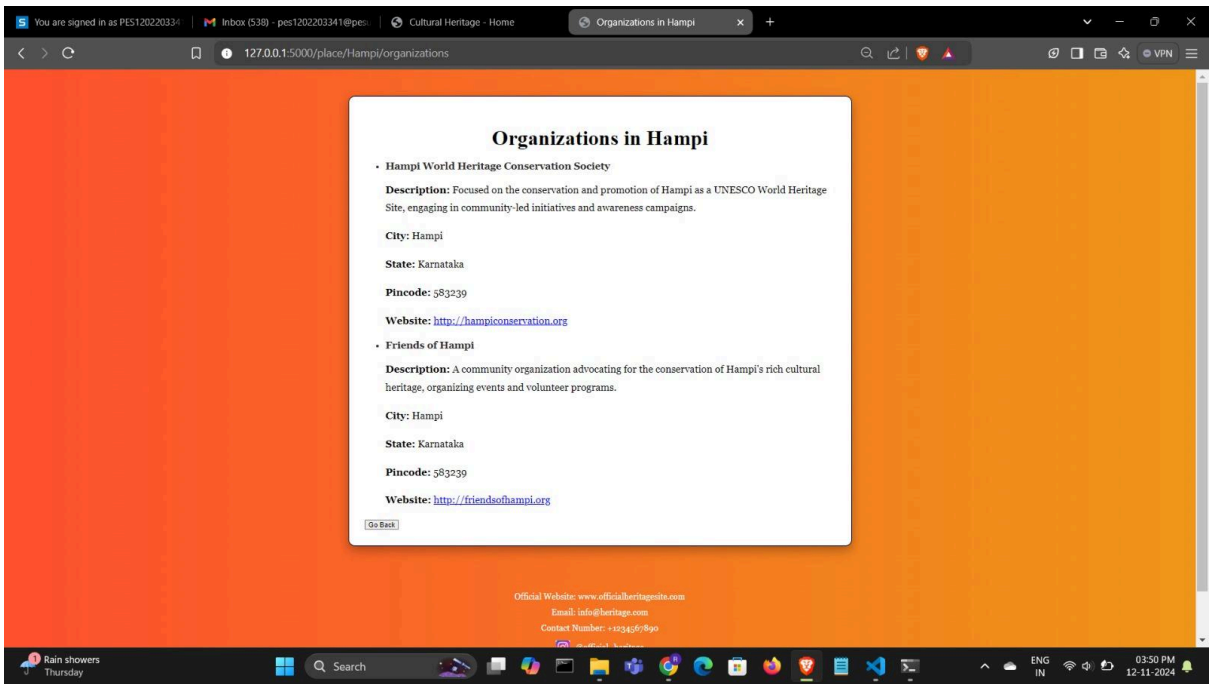 You are signed in as PES120220334
Inbox (538) - pes1202203341@pesu
Cultural Heritage - Home
Organizations in Hampi
127.0.0.1:5000/place/Hampi/organizations
VPN
Organizations in Hampi
• Hampi World Heritage Conservation Society
Description: Focused on the conservation and promotion of Hampi as a UNESCO World Heritage
Site, engaging in community-led initiatives and awareness campaigns.
City: Hampi
State: Karnataka
Pincode: 583239
Website: http://hampiconservation.org
• Friends of Hampi
Description: A community organization advocating for the conservation of Hampi's rich cultural
heritage, organizing events and volunteer programs.
City: Hampi
State: Karnataka
Pincode: 583239
Website: http://friendsofhampi.org
Go Back
Official Website: www.officialheritagesite.com
Email: info@heritage.com
Contact Number: +1234567890
1
Rain showers
Thursday
Search
ENG
IN
03:50 PM
12-11-2024